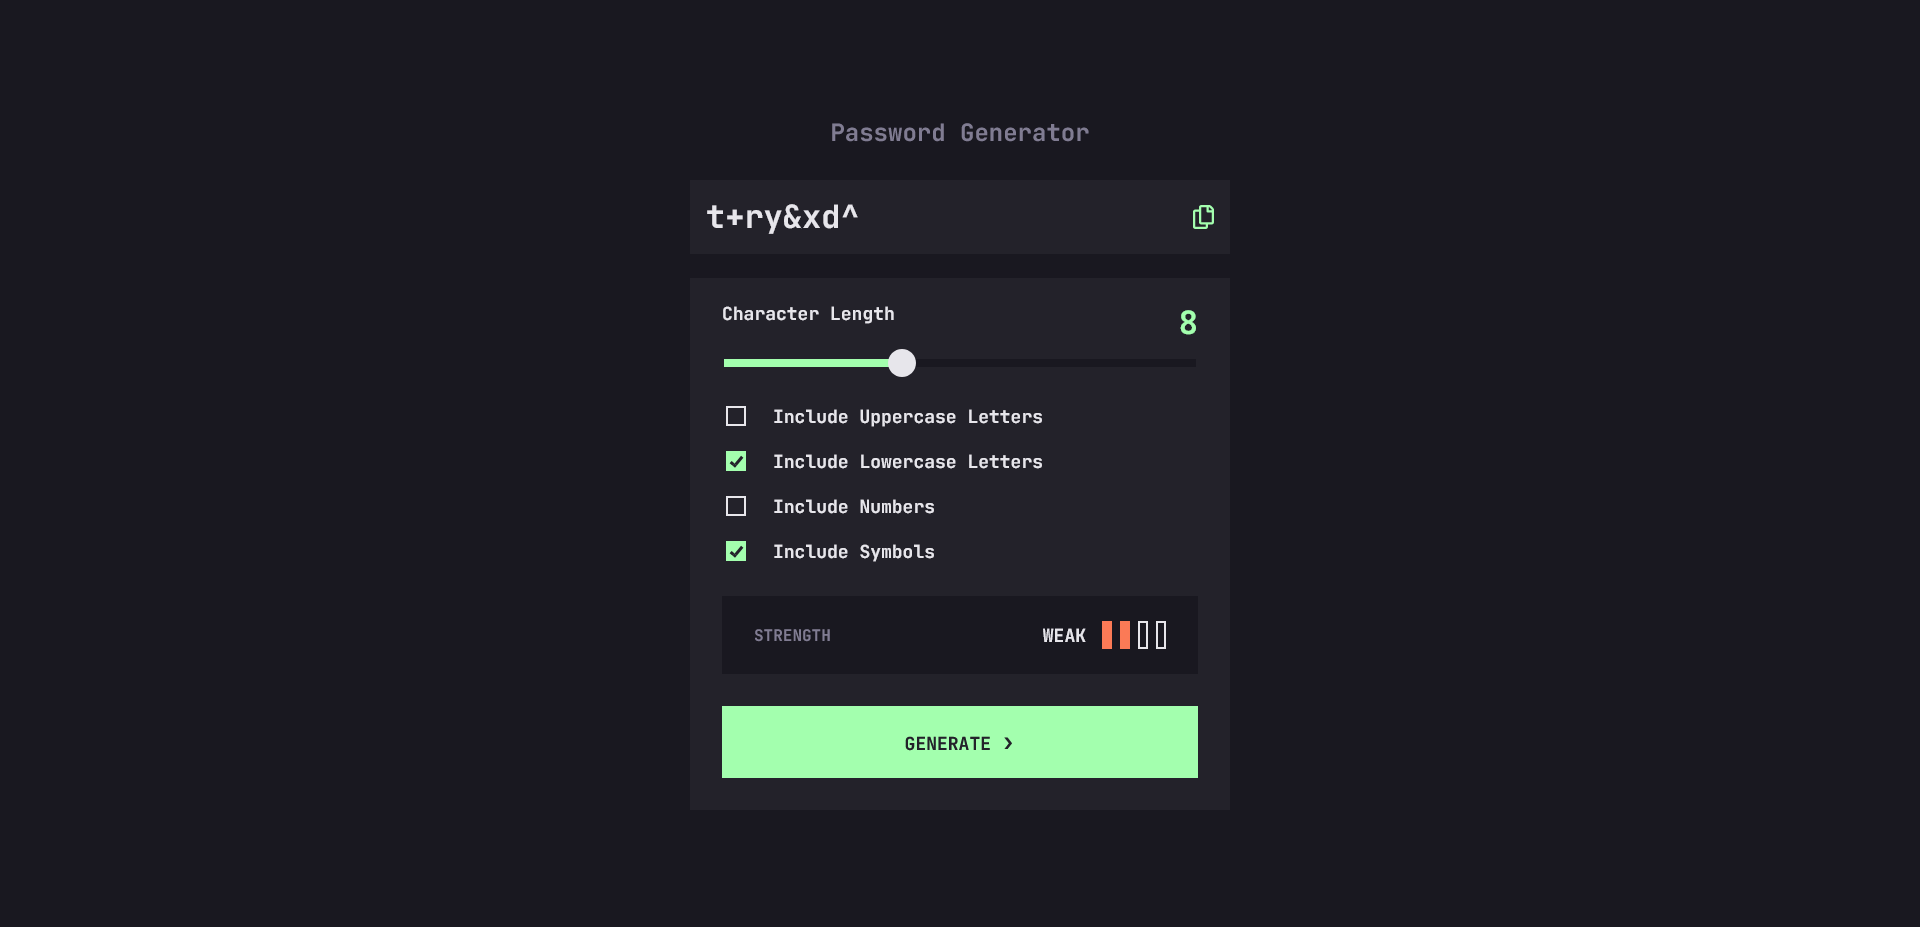 Password Generator
t+ry&xd^
Character Length
8
Include Uppercase Letters
Include Lowercase Letters
Include Numbers
Include Symbols
STRENGTH WEAK
GENERATE ›